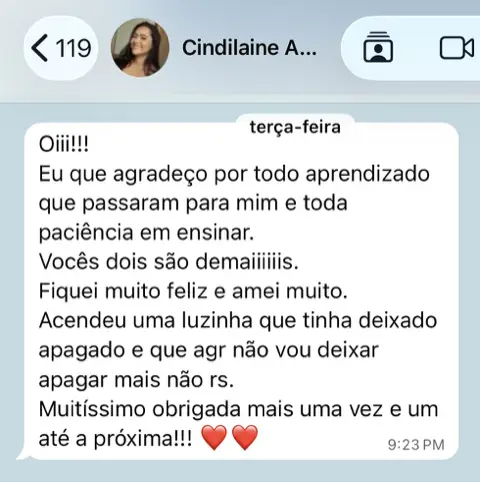 119
Cindilaine A...
terça-feira
Oiii!!!
Eu que agradeço por todo aprendizado
que passaram para mim e toda
paciência em ensinar.
Vocês dois são demaiiiiiis.
Fiquei muito feliz e amei muito.
Acendeu uma luzinha que tinha deixado
apagado e que agr não vou deixar
apagar mais não rs.
Muitíssimo obrigada mais uma vez e um
até a próxima!!! ❤️❤️
9:23 PM